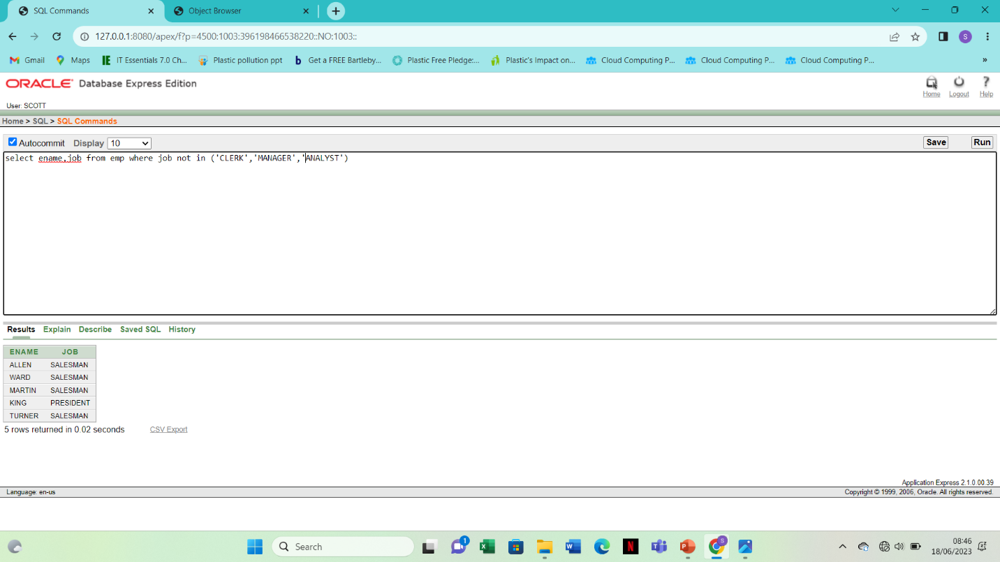 SQL Commands
Object Browser
127.0.0.1:8080/apex/f?p=4500:1003:396198466538220::NO:1003::
S
Gmail Maps IT Essentials 7.0 Ch... Plastic pollution ppt Get a FREE Bartleby... Plastic Free Pledge:... Plastic's Impact on... Cloud Computing P... Cloud Computing P... Cloud Computing P... »
ORACLE Database Express Edition
Home Logout Help
User: SCOTT
Home > SQL > SQL Commands
Autocommit Display 10 Save Run
select ename,job from emp where job not in ('CLERK','MANAGER','ANALYST')
Results Explain Describe Saved SQL History
ENAME JOB
ALLEN SALESMAN
WARD SALESMAN
MARTIN SALESMAN
KING PRESIDENT
TURNER SALESMAN
5 rows returned in 0.02 seconds CSV Export
Application Express 2.1.0.00.39
Language: en-us Copyright © 1999, 2006, Oracle. All rights reserved.
Search 1 S 08:46
18/06/2023